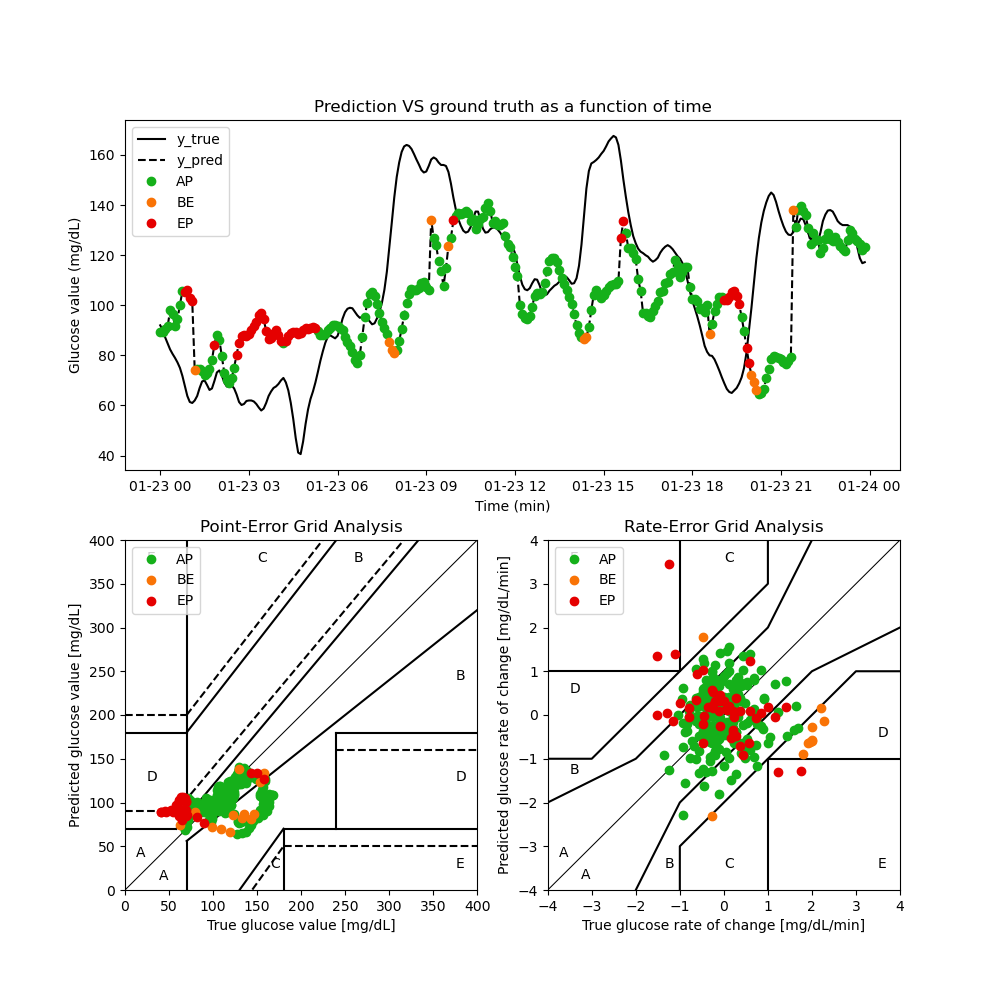 Prediction VS ground truth as a function of time
Glucose value (mg/dL)
160
140
120
100
80
60
40
y_true
y_pred
AP
BE
EP
01-23 00 01-23 03 01-23 06 01-23 09 01-23 12 01-23 15 01-23 18 01-23 21 01-24 00
Time (min)
Point-Error Grid Analysis
Predicted glucose value [mg/dL]
400
350
300
250
200
150
100
50
0
AP
BE
EP
C
B
B
D
D
A
A
C
E
0 50 100 150 200 250 300 350 400
True glucose value [mg/dL]
Rate-Error Grid Analysis
Predicted glucose rate of change [mg/dL/min]
4
3
2
1
0
−1
−2
−3
−4
AP
BE
EP
C
D
D
B
A
A
B
C
E
−4 −3 −2 −1 0 1 2 3 4
True glucose rate of change [mg/dL/min]